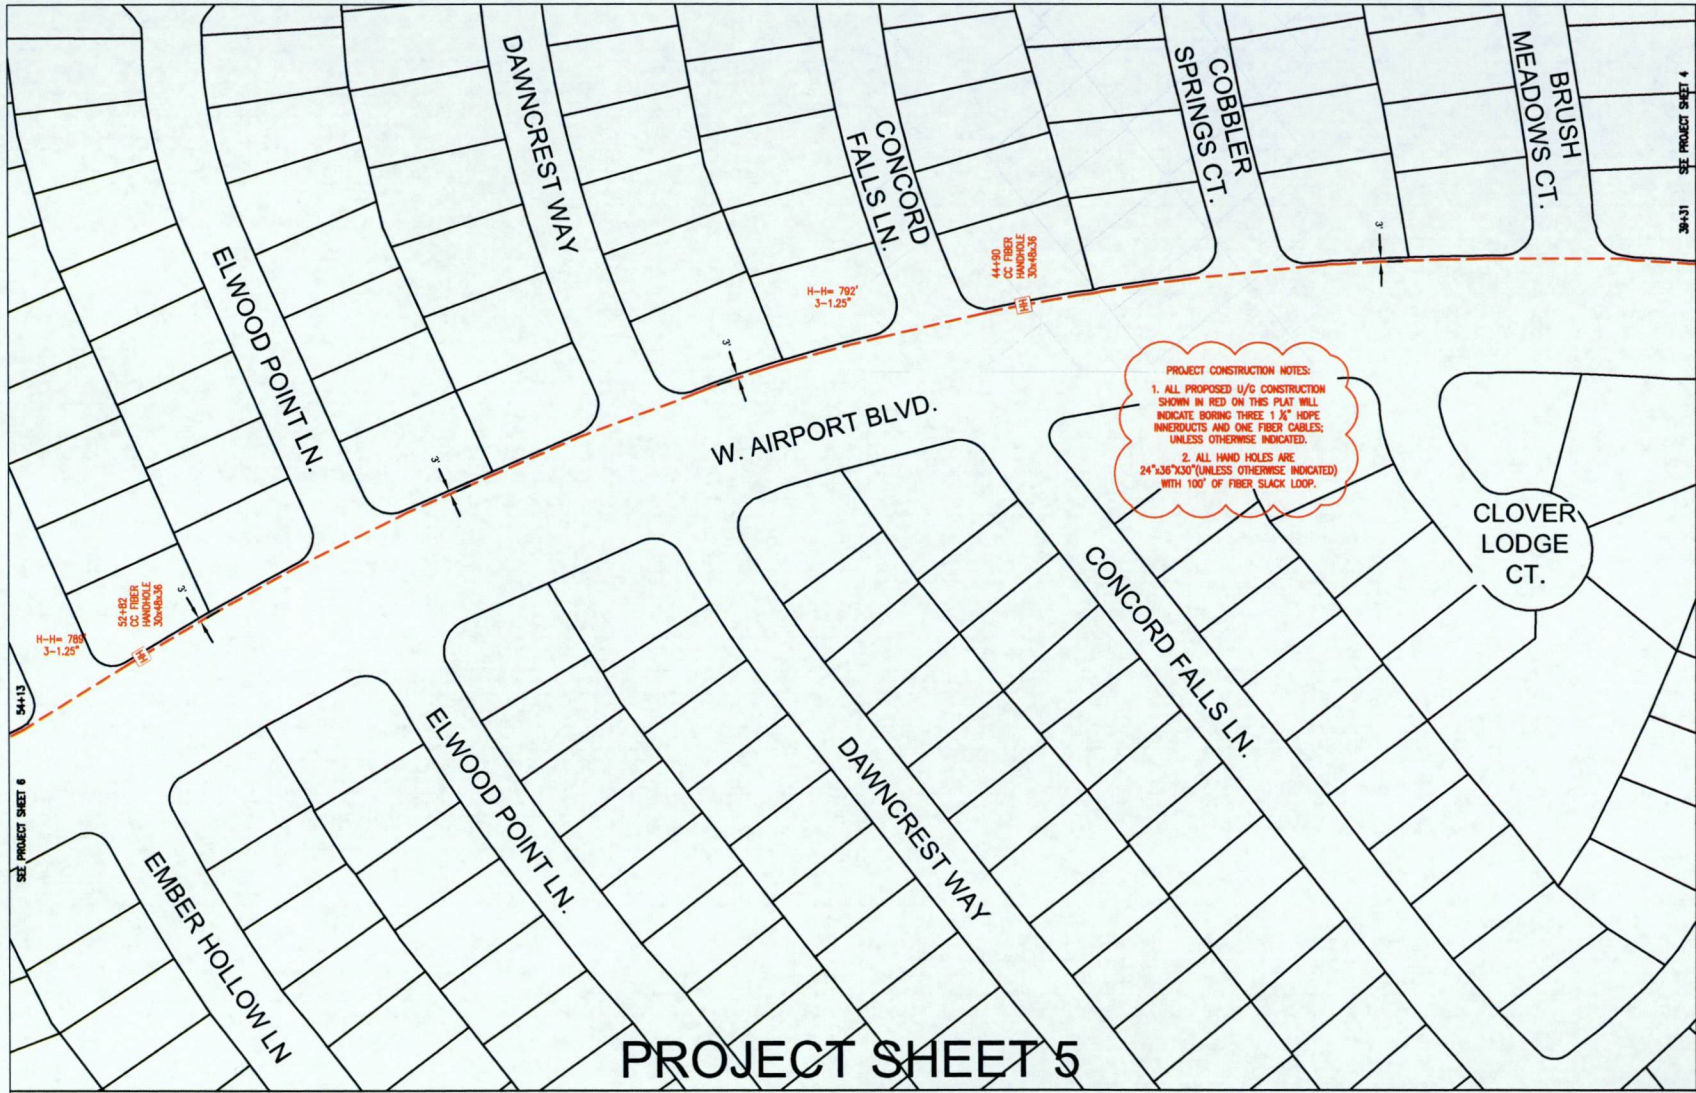 DAWNCREST WAY
CONCORD
FALLS LN.
COBBLER
SPRINGS CT.
BRUSH
MEADOWS CT.
SEE PROJECT SHEET 4
39+31
ELWOOD POINT LN.
44+90
CC FIBER
HANDHOLE
30x48x36
HH
H-H= 792'
3-1.25"
3'
3'
3'
3'
W. AIRPORT BLVD.
PROJECT CONSTRUCTION NOTES:
1. ALL PROPOSED U/G CONSTRUCTION
SHOWN IN RED ON THIS PLAT WILL
INDICATE BORING THREE 1 ¼" HDPE
INNERDUCTS AND ONE FIBER CABLES;
UNLESS OTHERWISE INDICATED.
2. ALL HAND HOLES ARE
24"x36"X30"(UNLESS OTHERWISE INDICATED)
WITH 100' OF FIBER SLACK LOOP.
CLOVER
LODGE
CT.
52+82
CC FIBER
HANDHOLE
30x48x36
HH
H-H= 789'
3-1.25"
54+13
SEE PROJECT SHEET 6
CONCORD FALLS LN.
DAWNCREST WAY
ELWOOD POINT LN.
EMBER HOLLOW LN
PROJECT SHEET 5